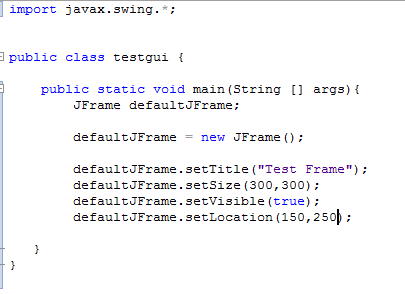 import javax.swing.*;
public class testgui {
public static void main(String [] args){
JFrame defaultJFrame;
defaultJFrame = new JFrame();
defaultJFrame.setTitle("Test Frame");
defaultJFrame.setSize(300,300);
defaultJFrame.setVisible(true);
defaultJFrame.setLocation(150,250);
}
}